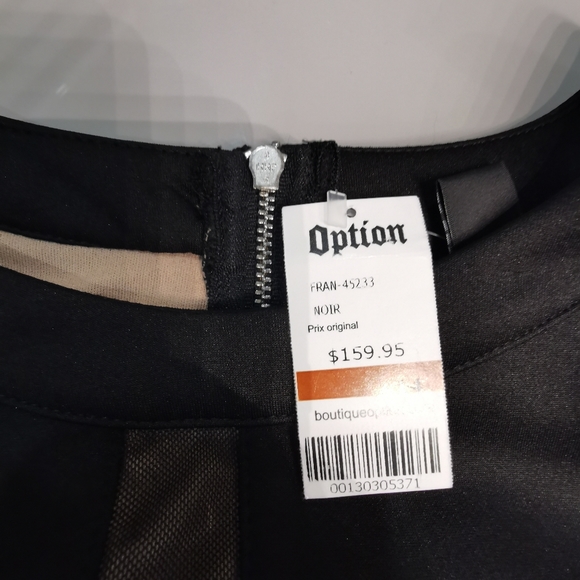 Option
FRAN-45233
NOIR
Prix original
$159.95
00130305371